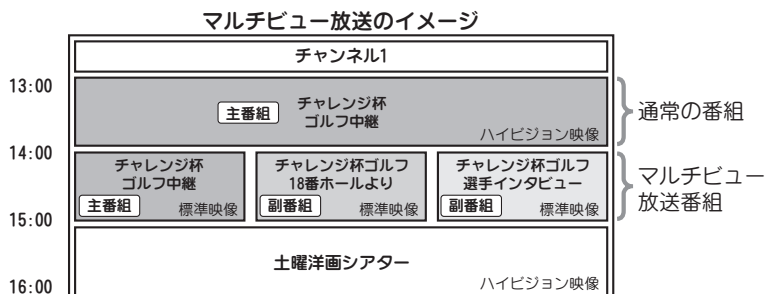 マルチビュー放送のイメージ
チャンネル1
13:00
主番組
チャレンジ杯
ゴルフ中継
ハイビジョン映像
通常の番組
14:00
チャレンジ杯
ゴルフ中継
主番組
標準映像
チャレンジ杯ゴルフ
18番ホールより
副番組
標準映像
チャレンジ杯ゴルフ
選手インタビュー
副番組
標準映像
マルチビュー
放送番組
15:00
土曜洋画シアター
ハイビジョン映像
16:00